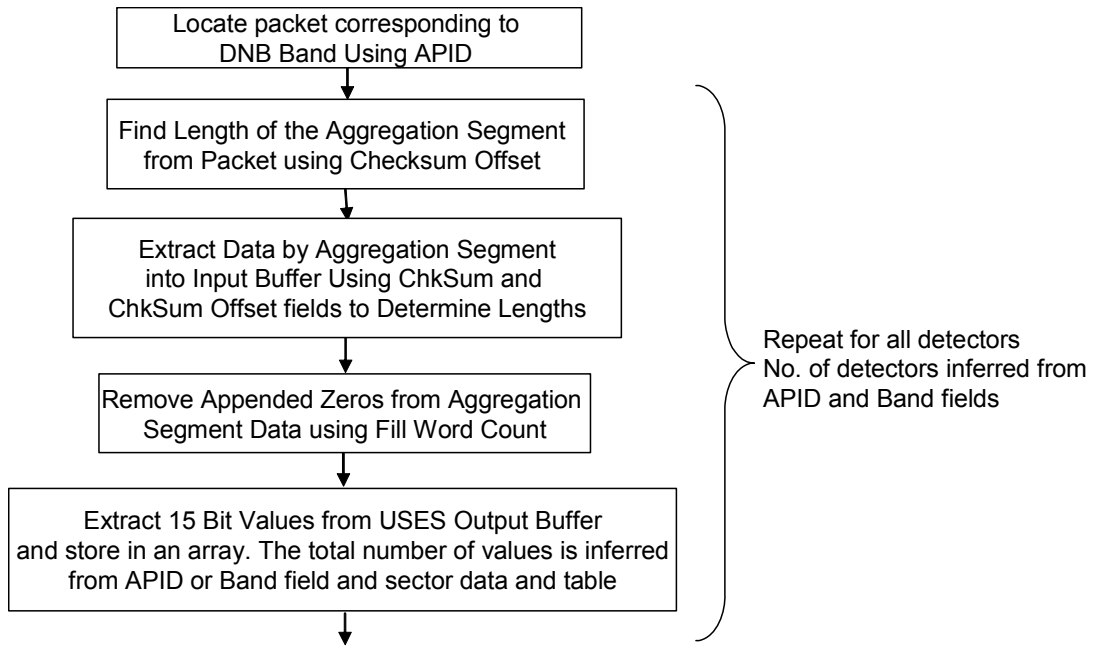 Locate packet corresponding to
DNB Band Using APID
Find Length of the Aggregation Segment
from Packet using Checksum Offset
Extract Data by Aggregation Segment
into Input Buffer Using ChkSum and
ChkSum Offset fields to Determine Lengths
Remove Appended Zeros from Aggregation
Segment Data using Fill Word Count
Extract 15 Bit Values from USES Output Buffer
and store in an array. The total number of values is inferred
from APID or Band field and sector data and table
Repeat for all detectors
No. of detectors inferred from
APID and Band fields